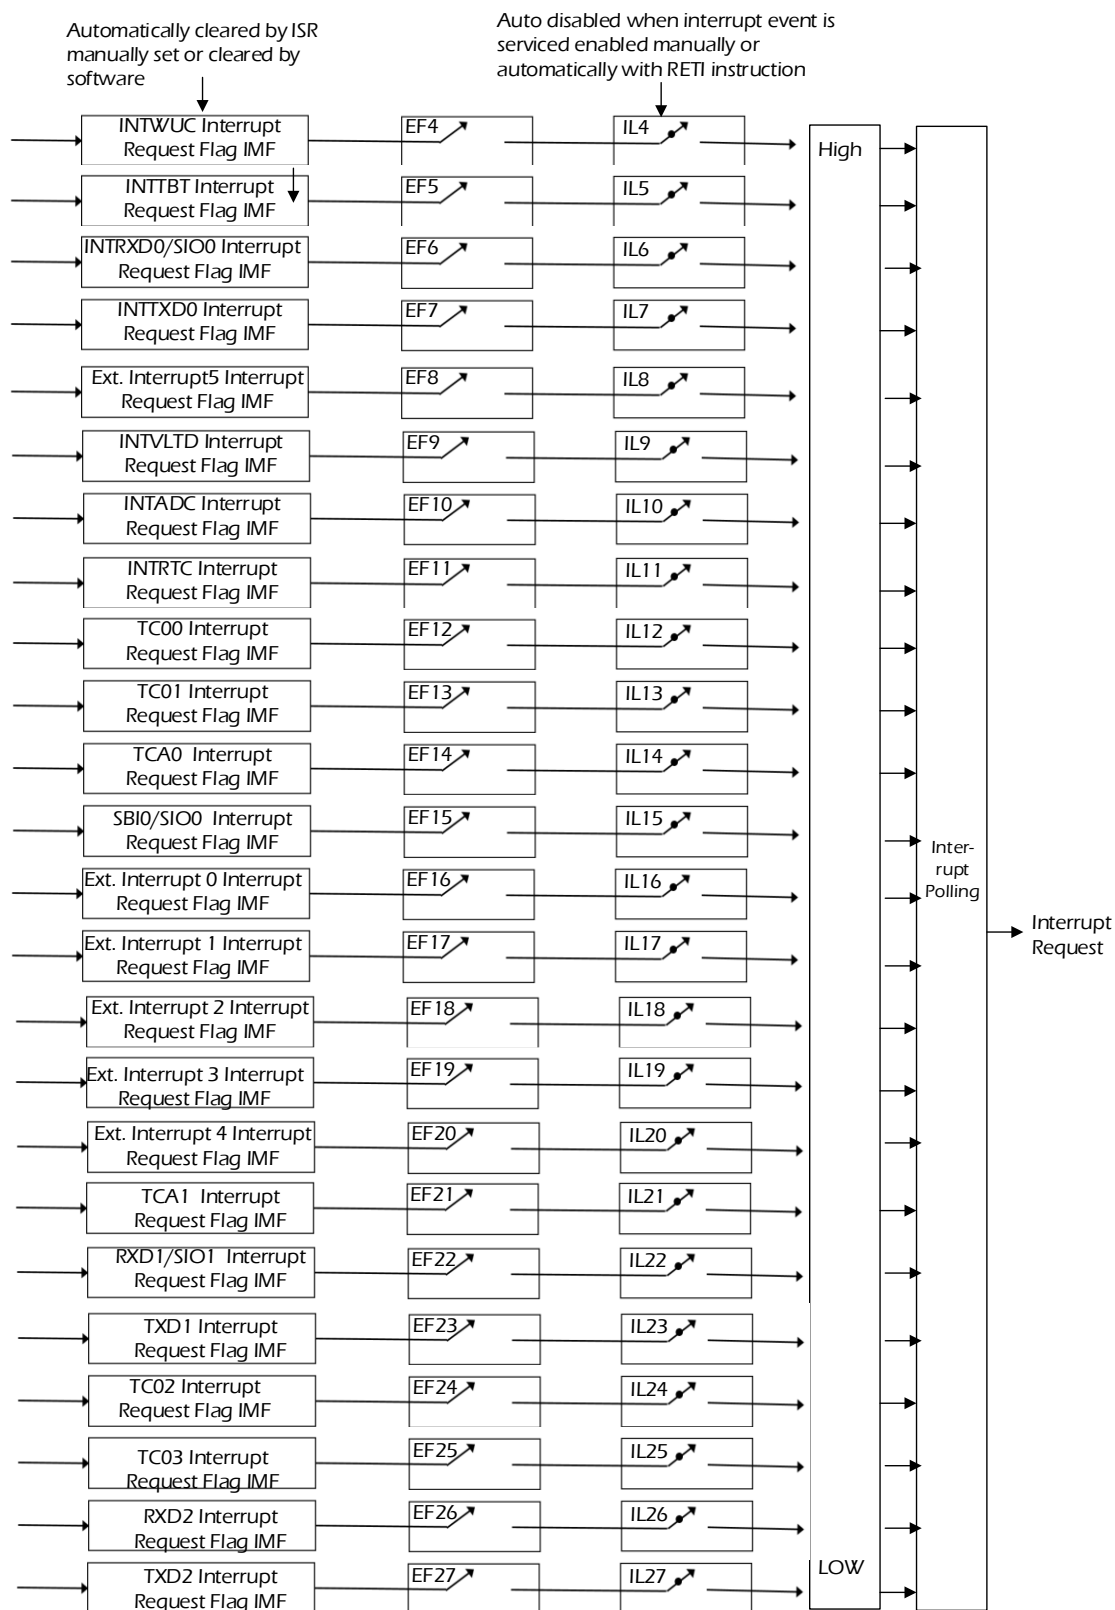 Automatically cleared by ISR
manually set or cleared by
software
Auto disabled when interrupt event is
serviced enabled manually or
automatically with RETI instruction
INTWUC Interrupt
Request Flag IMF
EF4
IL4
High
INTTBT Interrupt
Request Flag IMF
EF5
IL5
INTRXD0/SIO0 Interrupt
Request Flag IMF
EF6
IL6
INTTXD0 Interrupt
Request Flag IMF
EF7
IL7
Ext. Interrupt5 Interrupt
Request Flag IMF
EF8
IL8
INTVLTD Interrupt
Request Flag IMF
EF9
IL9
INTADC Interrupt
Request Flag IMF
EF10
IL10
INTRTC Interrupt
Request Flag IMF
EF11
IL11
TC00 Interrupt
Request Flag IMF
EF12
IL12
TC01 Interrupt
Request Flag IMF
EF13
IL13
TCA0 Interrupt
Request Flag IMF
EF14
IL14
SBI0/SIO0 Interrupt
Request Flag IMF
EF15
IL15
Inter-
rupt
Polling
Ext. Interrupt 0 Interrupt
Request Flag IMF
EF16
IL16
Interrupt
Request
Ext. Interrupt 1 Interrupt
Request Flag IMF
EF17
IL17
Ext. Interrupt 2 Interrupt
Request Flag IMF
EF18
IL18
Ext. Interrupt 3 Interrupt
Request Flag IMF
EF19
IL19
Ext. Interrupt 4 Interrupt
Request Flag IMF
EF20
IL20
TCA1 Interrupt
Request Flag IMF
EF21
IL21
RXD1/SIO1 Interrupt
Request Flag IMF
EF22
IL22
TXD1 Interrupt
Request Flag IMF
EF23
IL23
TC02 Interrupt
Request Flag IMF
EF24
IL24
TC03 Interrupt
Request Flag IMF
EF25
IL25
RXD2 Interrupt
Request Flag IMF
EF26
IL26
LOW
TXD2 Interrupt
Request Flag IMF
EF27
IL27